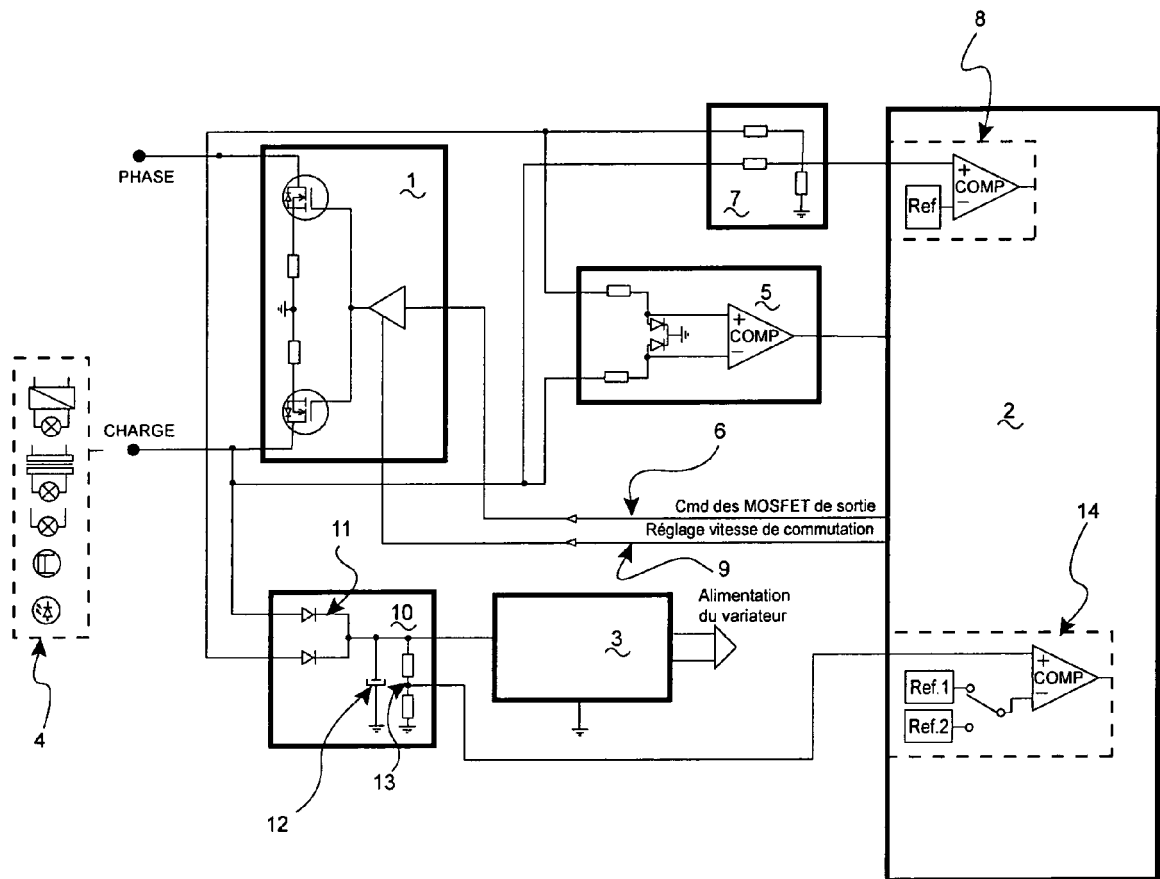 8
PHASE
1
7
+
COMP
−
Ref
5
+
COMP
−
2
CHARGE
6
Cmd des MOSFET de sortie
Réglage vitesse de commutation
9
14
11
10
Alimentation
du variateur
3
+
COMP
−
Ref.1
Ref.2
4
12
13